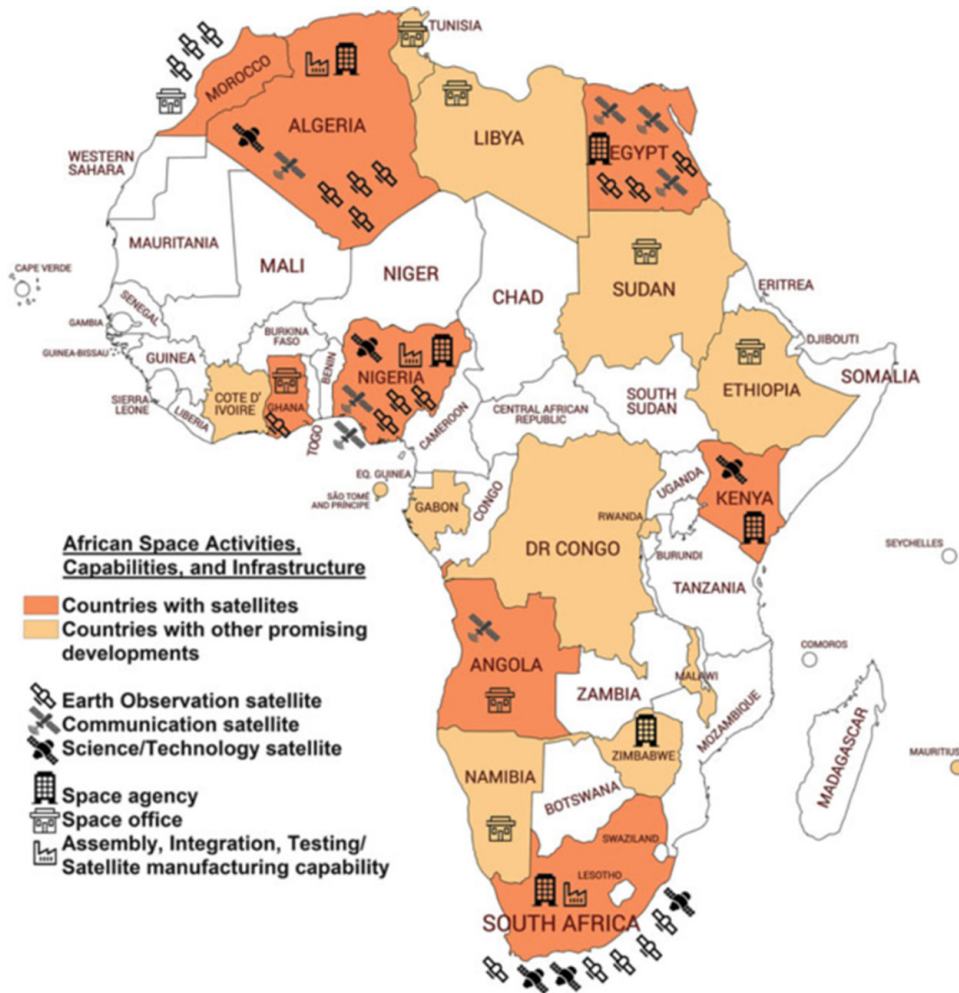 TUNISIA
MOROCCO
ALGERIA
LIBYA
EGYPT
WESTERN
SAHARA
MAURITANIA
MALI
NIGER
CHAD
SUDAN
ERITREA
CAPE VERDE
SENEGAL
GAMBIA
GUINEA-BISSAU
GUINEA
BURKINA
FASO
BENIN
NIGERIA
DJIBOUTI
SOMALIA
ETHIOPIA
SOUTH
SUDAN
CENTRAL AFRICAN
REPUBLIC
CAMEROON
SIERRA
LEONE
LIBERIA
COTE D'
IVOIRE
GHANA
TOGO
EQ. GUINEA
SÃO TOMÉ
AND PRÍNCIPE
GABON
CONGO
UGANDA
KENYA
RWANDA
DR CONGO
BURUNDI
TANZANIA
SEYCHELLES
African Space Activities,
Capabilities, and Infrastructure
Countries with satellites
Countries with other promising
developments
Earth Observation satellite
Communication satellite
Science/Technology satellite
Space agency
Space office
Assembly, Integration, Testing/
Satellite manufacturing capability
ANGOLA
ZAMBIA
MALAWI
COMOROS
MOZAMBIQUE
MADAGASCAR
MAURITIUS
ZIMBABWE
NAMIBIA
BOTSWANA
SWAZILAND
LESOTHO
SOUTH AFRICA